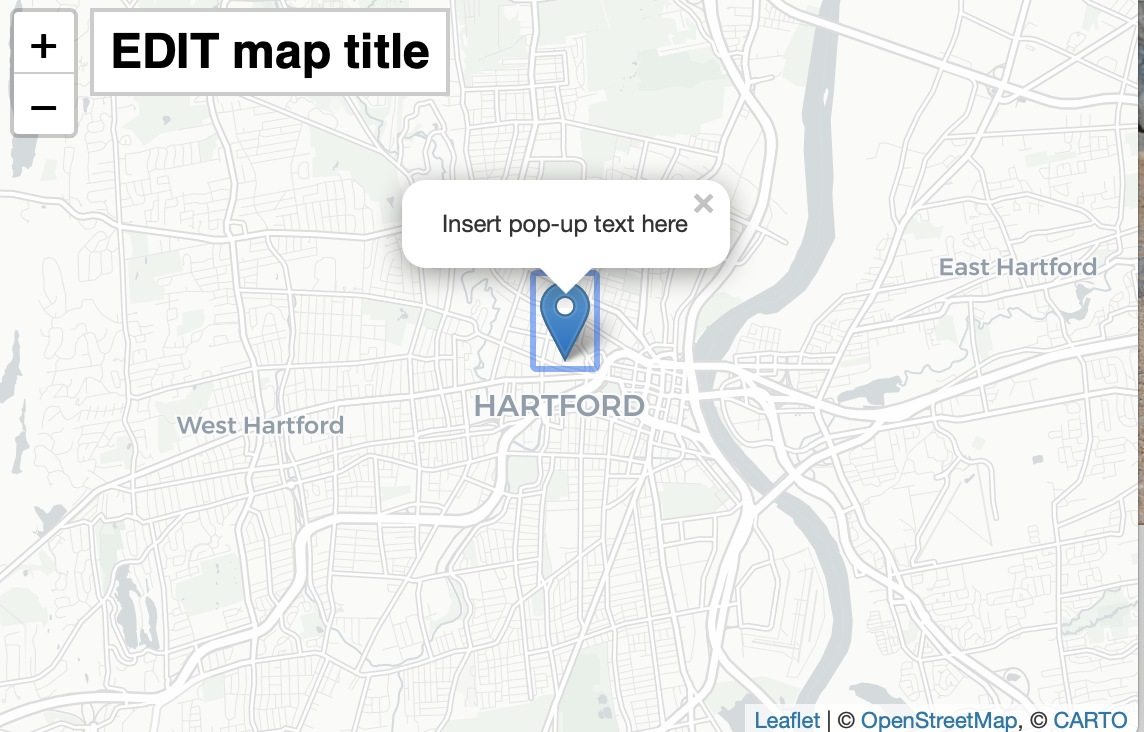 +
EDIT map title
−
Insert pop-up text here
×
East Hartford
HARTFORD
West Hartford
Leaflet | © OpenStreetMap, © CARTO